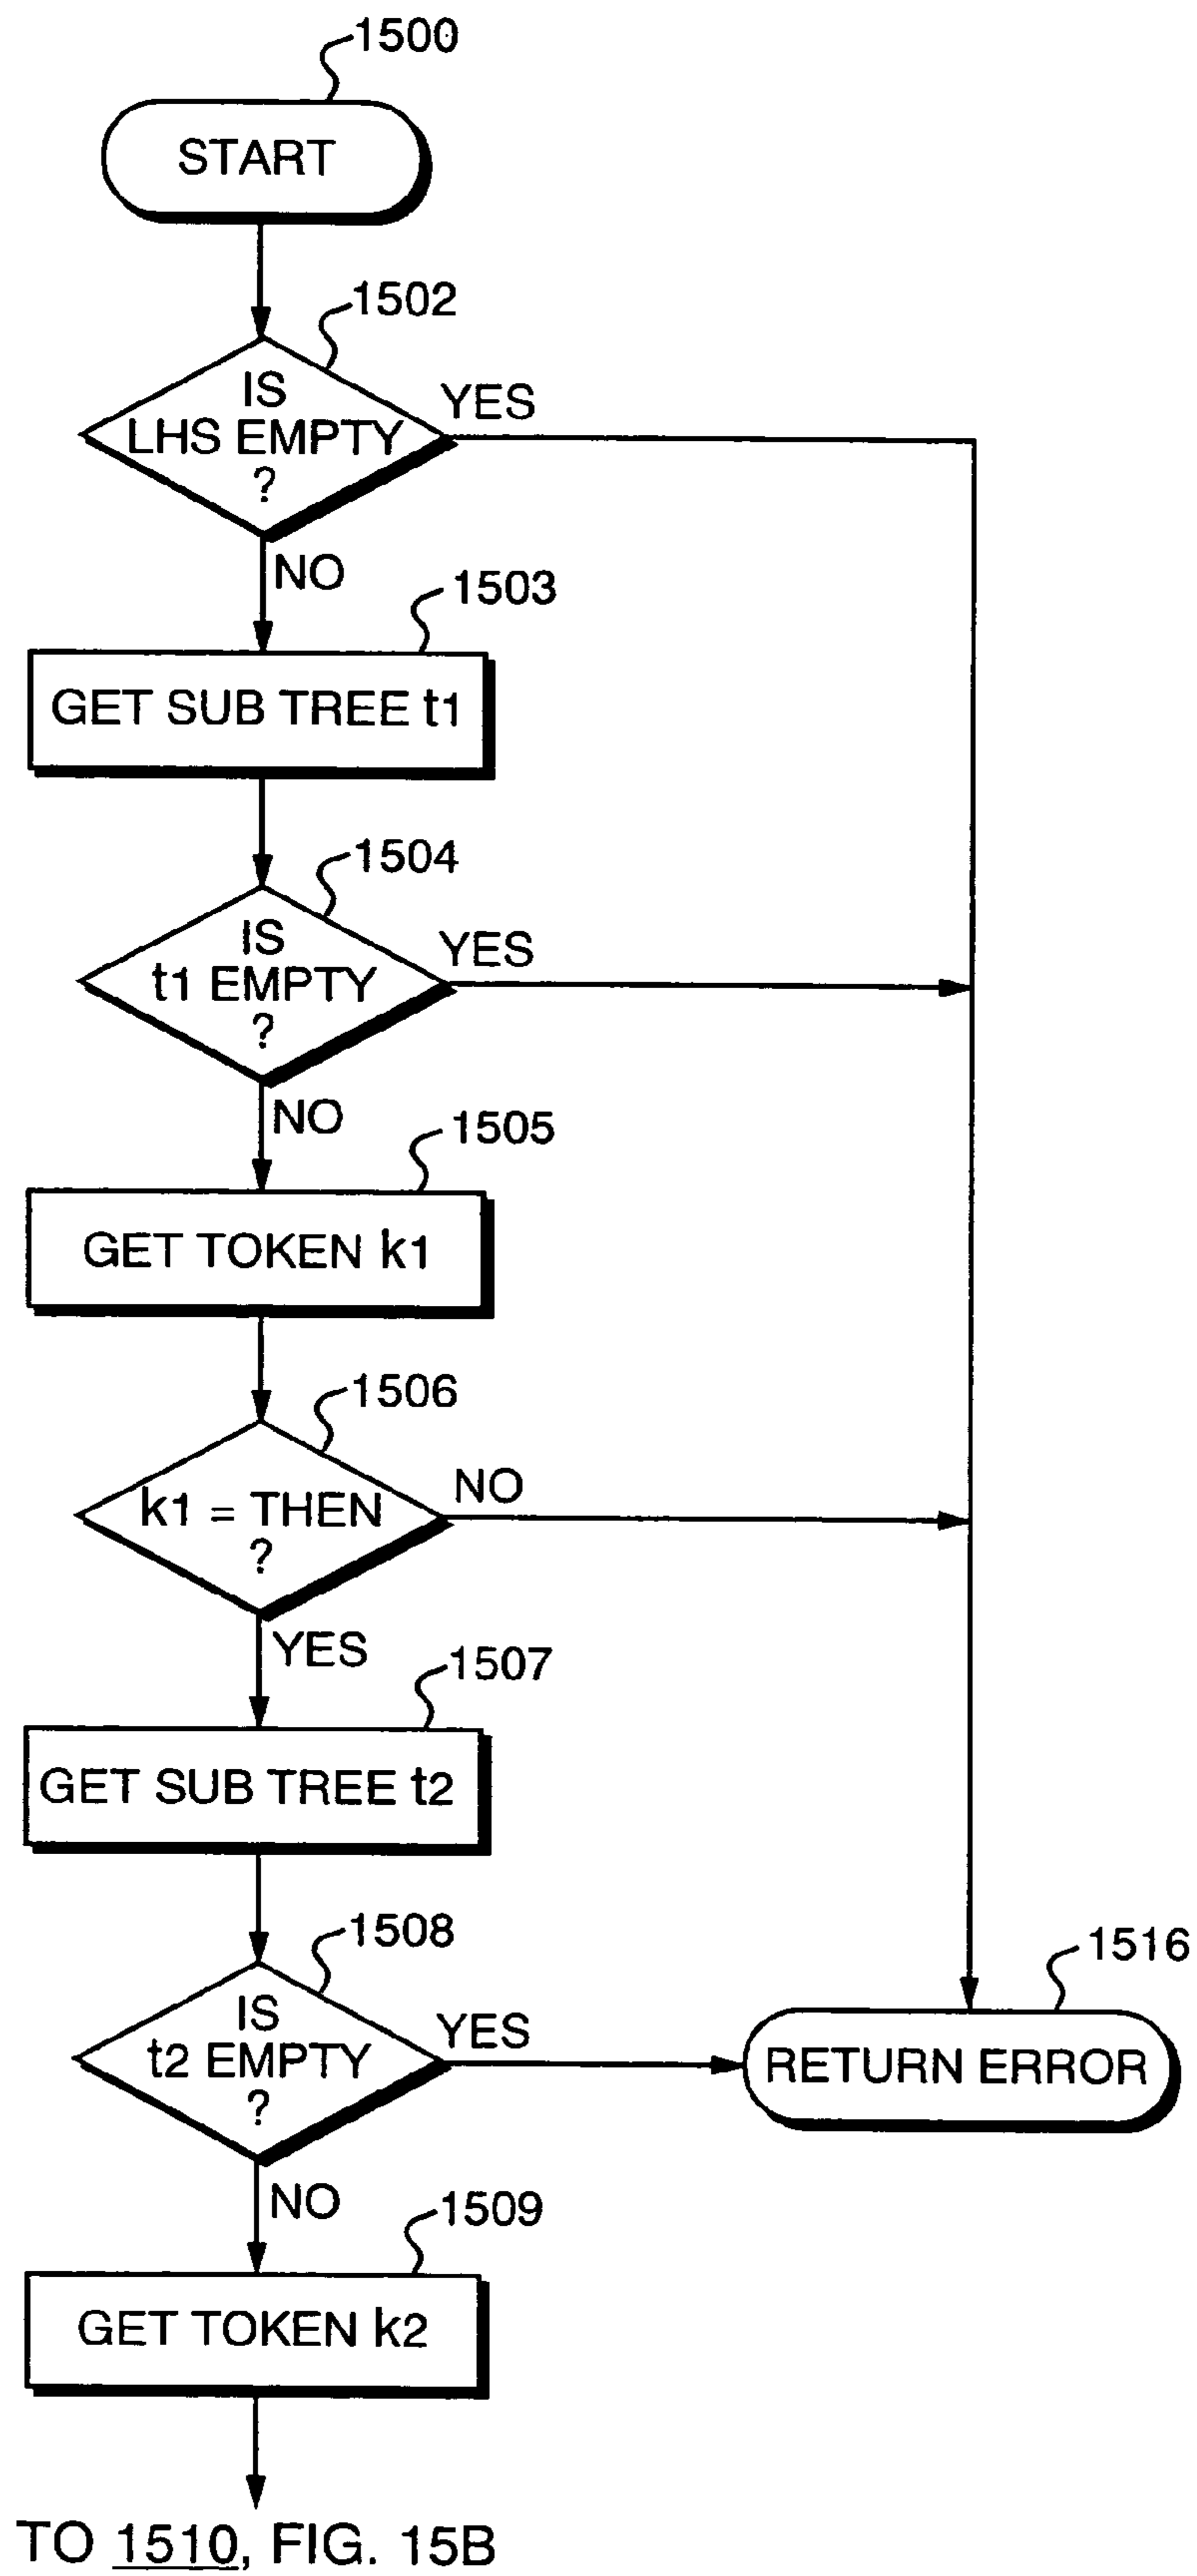 1500
START
1502
IS
LHS EMPTY
?
YES
NO
1503
GET SUB TREE t1
1504
IS
t1 EMPTY
?
YES
NO
1505
GET TOKEN k1
1506
k1 = THEN
?
NO
YES
1507
GET SUB TREE t2
1508
IS
t2 EMPTY
?
YES
1516
RETURN ERROR
NO
1509
GET TOKEN k2
TO 1510, FIG. 15B